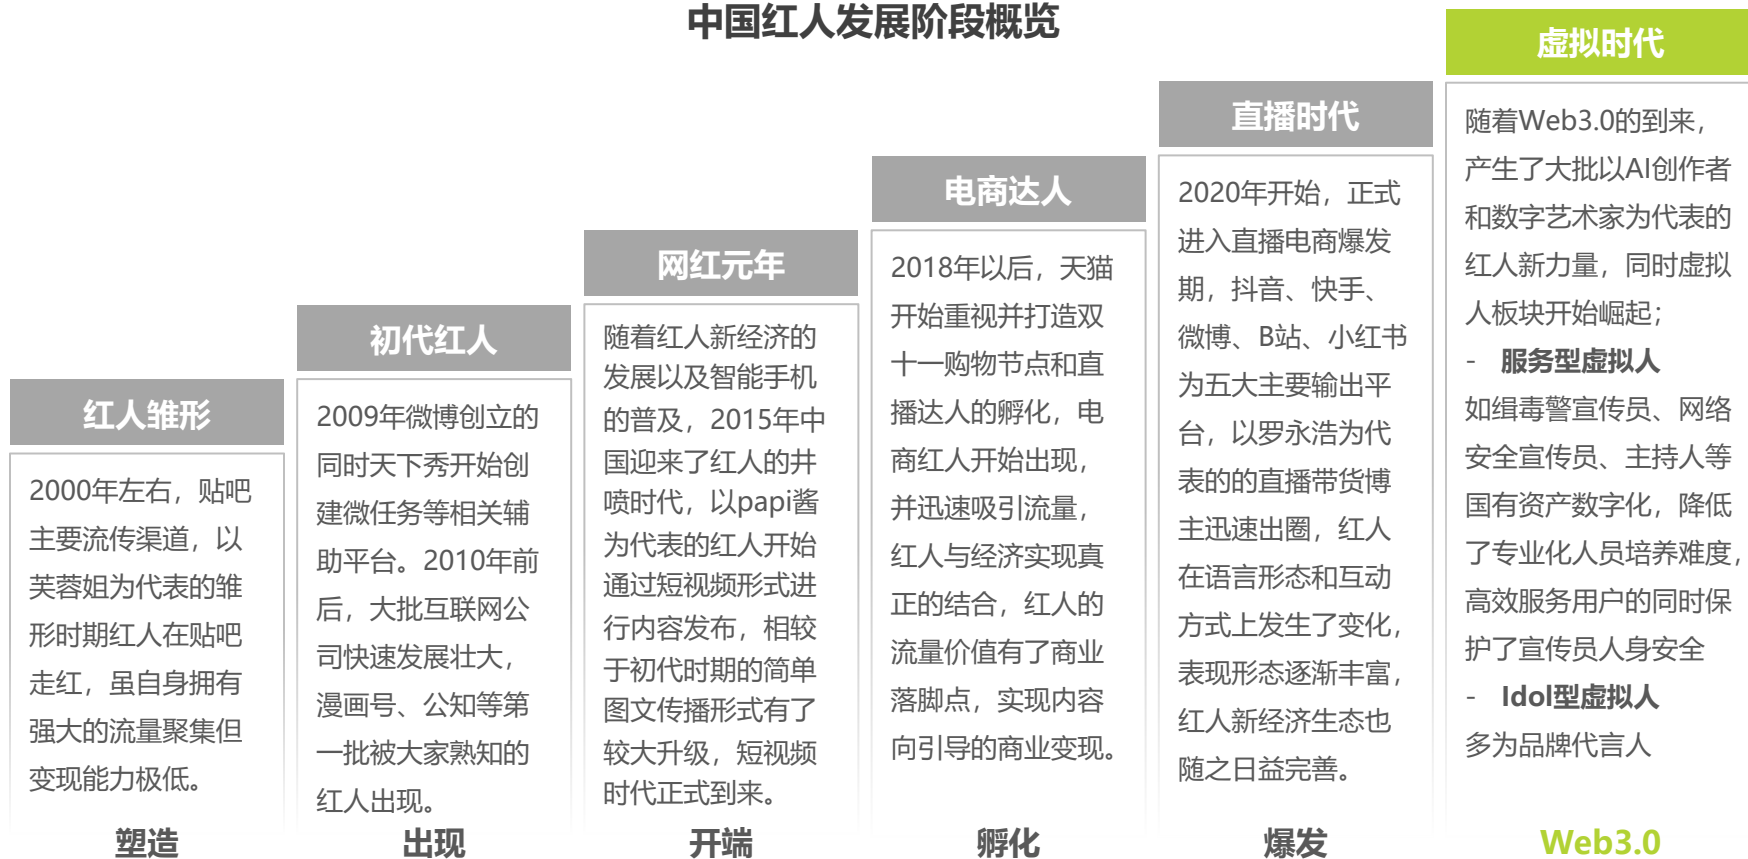 中国红人发展阶段概览
红人雏形
2000年左右，贴吧
主要流传渠道，以
芙蓉姐为代表的雏
形时期红人在贴吧
走红，虽自身拥有
强大的流量聚集但
变现能力极低。
塑造
初代红人
2009年微博创立的
同时天下秀开始创
建微任务等相关辅
助平台。2010年前
后，大批互联网公
司快速发展壮大，
漫画号、公知等第
一批被大家熟知的
红人出现。
出现
网红元年
随着红人新经济的
发展以及智能手机
的普及，2015年中
国迎来了红人的井
喷时代，以papi酱
为代表的红人开始
通过短视频形式进
行内容发布，相较
于初代时期的简单
图文传播形式有了
较大升级，短视频
时代正式到来。
开端
电商达人
2018年以后，天猫
开始重视并打造双
十一购物节点和直
播达人的孵化，电
商红人开始出现，
并迅速吸引流量，
红人与经济实现真
正的结合，红人的
流量价值有了商业
落脚点，实现内容
向引导的商业变现。
孵化
直播时代
2020年开始，正式
进入直播电商爆发
期，抖音、快手、
微博、B站、小红书
为五大主要输出平
台，以罗永浩为代
表的的直播带货博
主迅速出圈，红人
在语言形态和互动
方式上发生了变化，
表现形态逐渐丰富，
红人新经济生态也
随之日益完善。
爆发
虚拟时代
随着Web3.0的到来，
产生了大批以AI创作者
和数字艺术家为代表的
红人新力量，同时虚拟
人板块开始崛起；
- 服务型虚拟人
如缉毒警宣传员、网络
安全宣传员、主持人等
国有资产数字化，降低
了专业化人员培养难度，
高效服务用户的同时保
护了宣传员人身安全
- Idol型虚拟人
多为品牌代言人
Web3.0